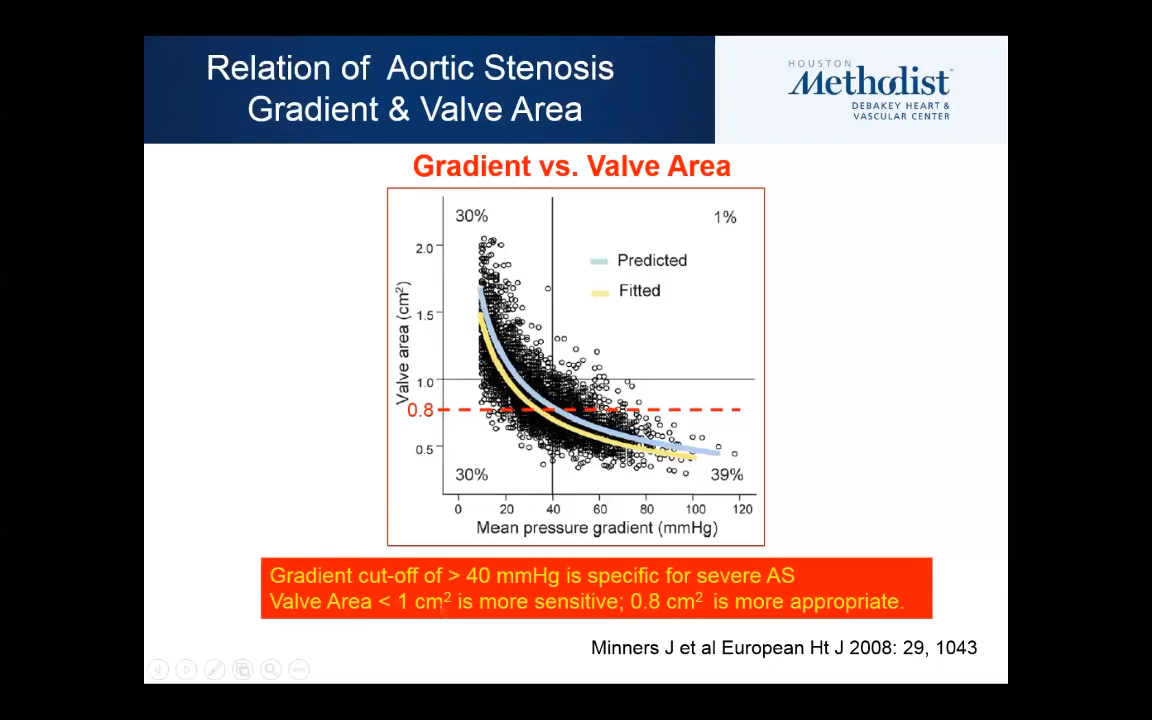 Relation of Aortic Stenosis
Gradient & Valve Area
HOUSTON
Methodist
DEBAKEY HEART &
VASCULAR CENTER
Gradient vs. Valve Area
30%
1%
2.0
Predicted
Fitted
1.5
Valve area (cm²)
1.0
0.8
0.5
30%
39%
0 20 40 60 80 100 120
Mean pressure gradient (mmHg)
Gradient cut-off of > 40 mmHg is specific for severe AS
Valve Area < 1 cm² is more sensitive; 0.8 cm² is more appropriate.
Minners J et al European Ht J 2008: 29, 1043